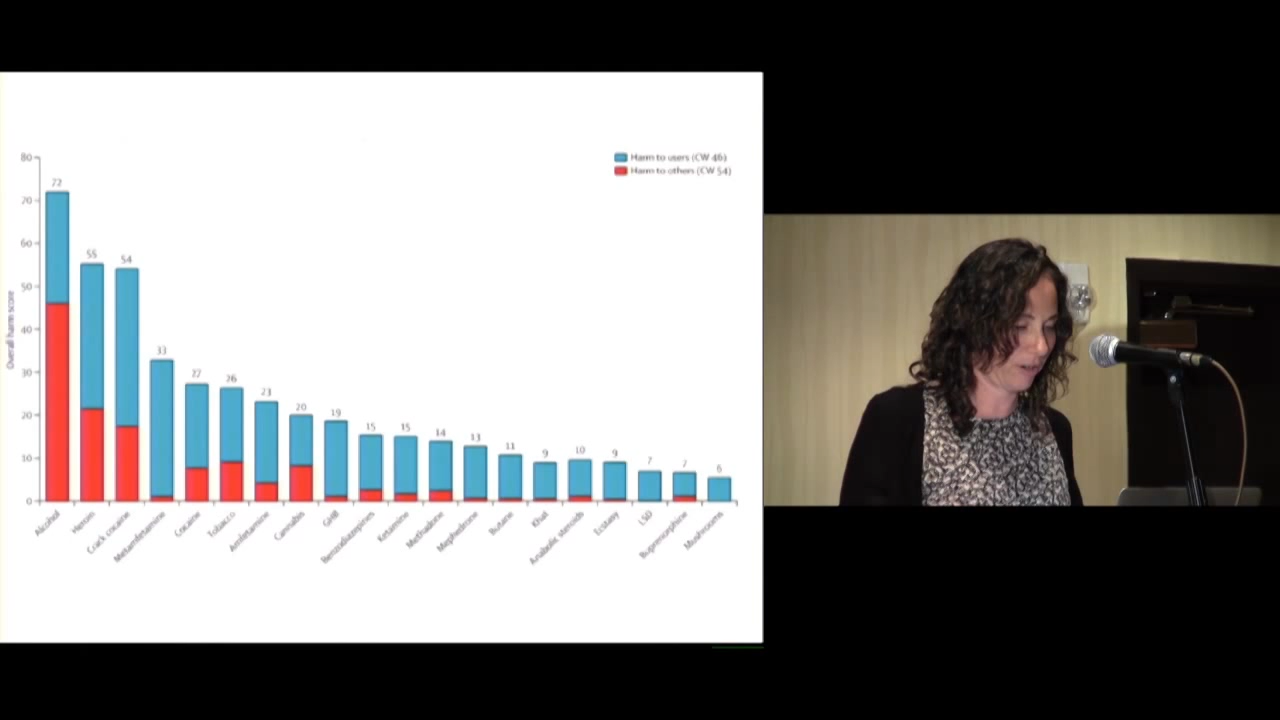 Harm to users (CW 46)
Harm to others (CW 54)
Overall harm score
80
70
60
50
40
30
20
10
0
72
55
54
33
27
26
23
20
19
15
15
14
13
11
9
10
9
7
7
6
Alcohol
Heroin
Crack cocaine
Metamfetamine
Cocaine
Tobacco
Amfetamine
Cannabis
GHB
Benzodiazepines
Ketamine
Methadone
Mephedrone
Butane
Khat
Anabolic steroids
Ecstasy
LSD
Buprenorphine
Mushrooms